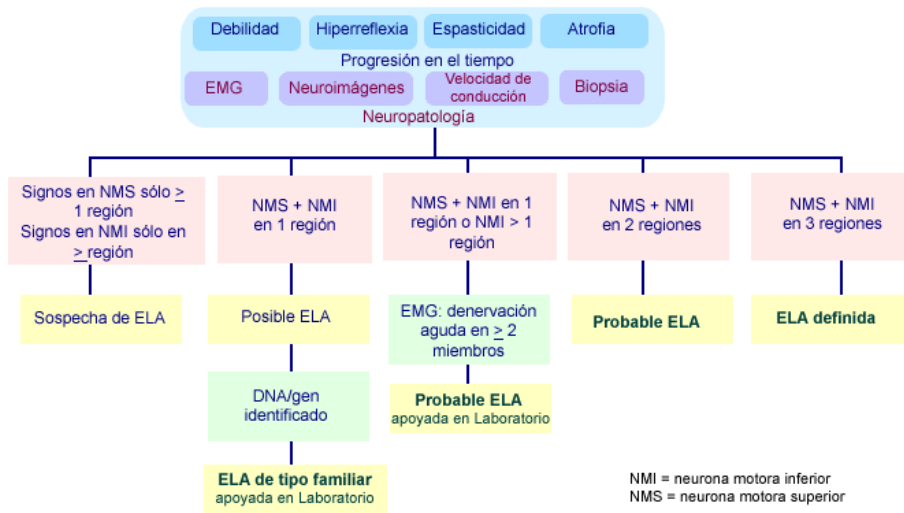 Debilidad
Hiperreflexia
Espasticidad
Atrofia
Progresión en el tiempo
EMG
Neuroimágenes
Velocidad de
conducción
Biopsia
Neuropatología
Signos en NMS sólo >
1 región
Signos en NMI sólo en
> región
NMS + NMI
en 1 región
NMS + NMI en 1
región o NMI > 1
región
NMS + NMI
en 2 regiones
NMS + NMI
en 3 regiones
Sospecha de ELA
Posible ELA
EMG: denervación
aguda en > 2
miembros
Probable ELA
ELA definida
DNA/gen
identificado
Probable ELA
apoyada en Laboratorio
ELA de tipo familiar
apoyada en Laboratorio
NMI = neurona motora inferior
NMS = neurona motora superior